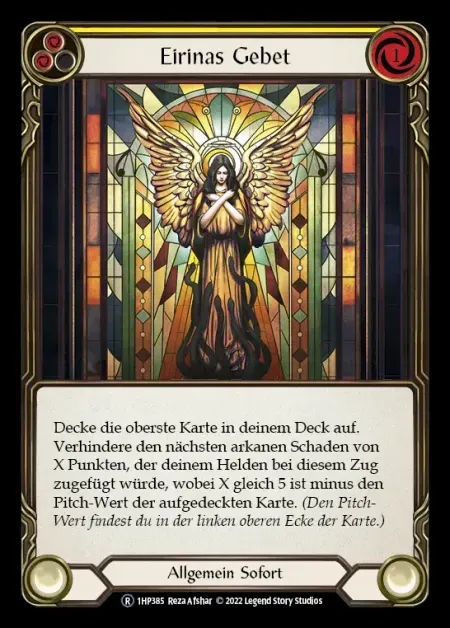 Eirinas Gebet
1
Decke die oberste Karte in deinem Deck auf.
Verhindere den nächsten arkanen Schaden von
X Punkten, der deinem Helden bei diesem Zug
zugefügt würde, wobei X gleich 5 ist minus den
Pitch-Wert der aufgedeckten Karte. (Den Pitch-
Wert findest du in der linken oberen Ecke der Karte.)
Allgemein Sofort
R 1HP385 Reza Afshar © 2022 Legend Story Studios